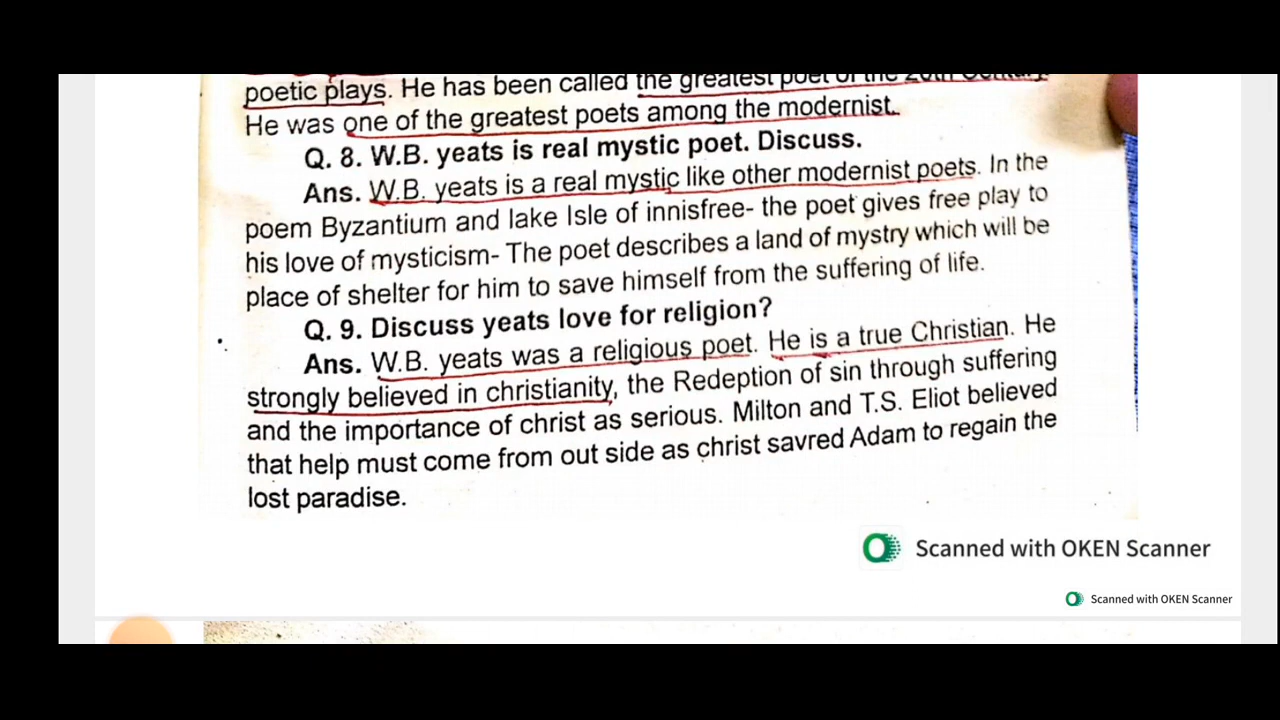 poetic plays. He has been called the greatest poet of the 20th Century
He was one of the greatest poets among the modernist.
Q. 8. W.B. yeats is real mystic poet. Discuss.
Ans. W.B. yeats is a real mystic like other modernist poets. In the
poem Byzantium and lake Isle of innisfree- the poet gives free play to
his love of mysticism- The poet describes a land of mystry which will be
place of shelter for him to save himself from the suffering of life.
Q. 9. Discuss yeats love for religion?
Ans. W.B. yeats was a religious poet. He is a true Christian. He
strongly believed in christianity, the Redeption of sin through suffering
and the importance of christ as serious. Milton and T.S. Eliot believed
that help must come from out side as christ savred Adam to regain the
lost paradise.
Scanned with OKEN Scanner
Scanned with OKEN Scanner